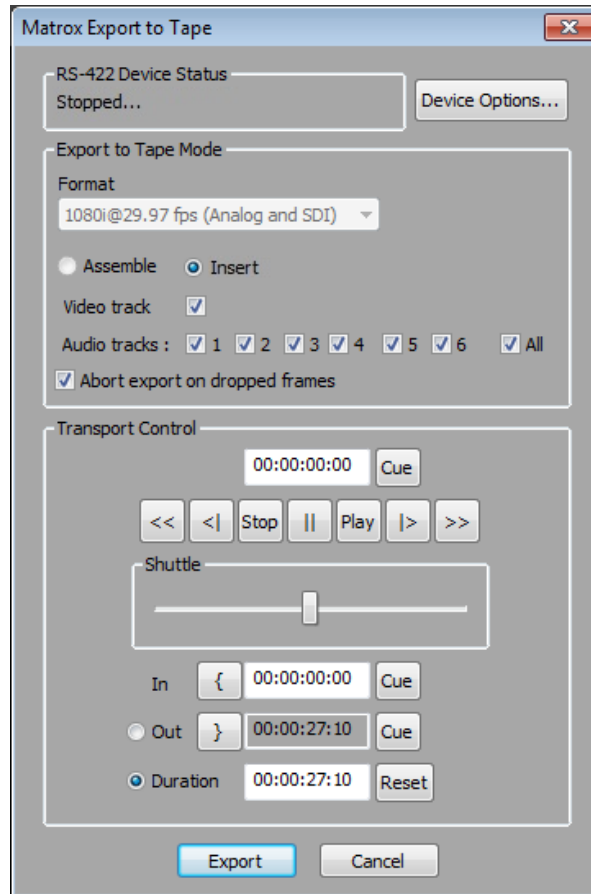 Matrox Export to Tape
RS-422 Device Status
Stopped...
Device Options...
Export to Tape Mode
Format
1080i@29.97 fps (Analog and SDI)
Assemble Insert
Video track
Audio tracks : 1 2 3 4 5 6 All
Abort export on dropped frames
Transport Control
00:00:00:00 Cue
<< <| Stop || Play |> >>
Shuttle
In { 00:00:00:00 Cue
Out } 00:00:27:10 Cue
Duration 00:00:27:10 Reset
Export Cancel